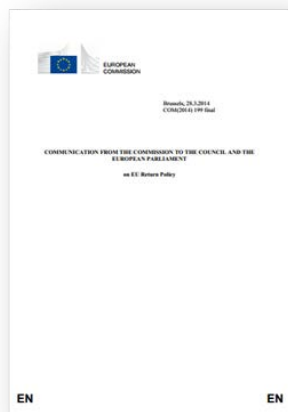 EUROPEAN
COMMISSION
Brussels, 28.3.2014
COM(2014) 199 final
COMMUNICATION FROM THE COMMISSION TO THE COUNCIL AND THE
EUROPEAN PARLIAMENT
on EU Return Policy
EN
EN